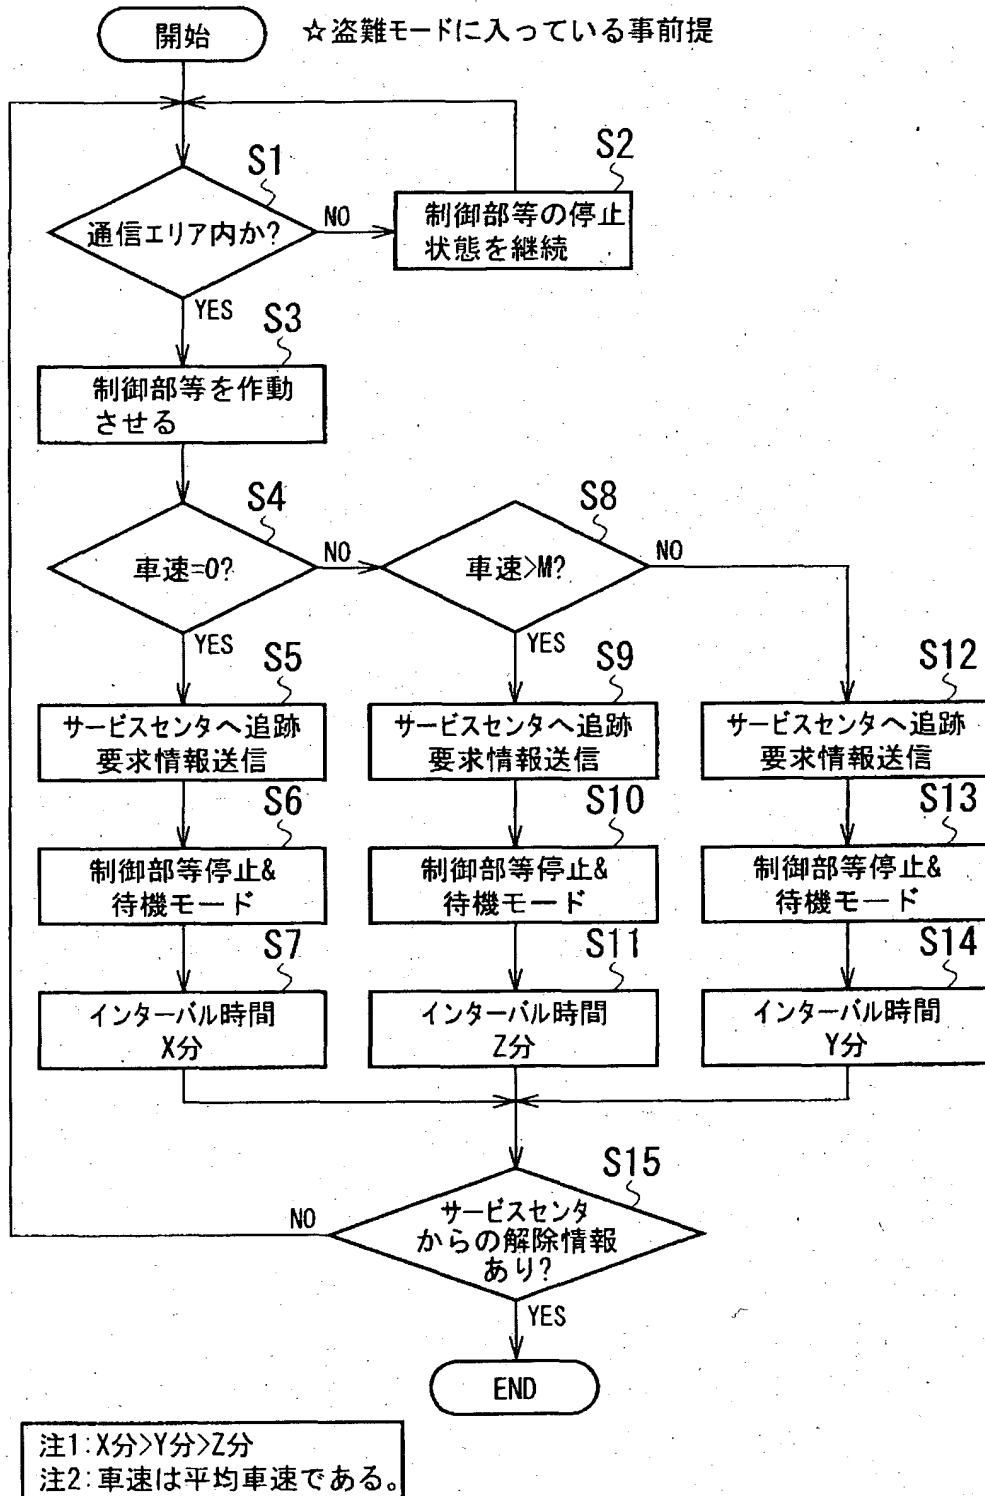 開始
☆盗難モードに入っている事前提
S1
通信エリア内か?
NO
S2
制御部等の停止
状態を継続
YES
S3
制御部等を作動
させる
S4
車速=0?
NO
S8
車速>M?
NO
YES
YES
S5
サービスセンタへ追跡
要求情報送信
S9
サービスセンタへ追跡
要求情報送信
S12
サービスセンタへ追跡
要求情報送信
S6
制御部等停止&
待機モード
S10
制御部等停止&
待機モード
S13
制御部等停止&
待機モード
S7
インターバル時間
X分
S11
インターバル時間
Z分
S14
インターバル時間
Y分
S15
サービスセンタ
からの解除情報
あり?
NO
YES
END
注1:X分>Y分>Z分
注2:車速は平均車速である。